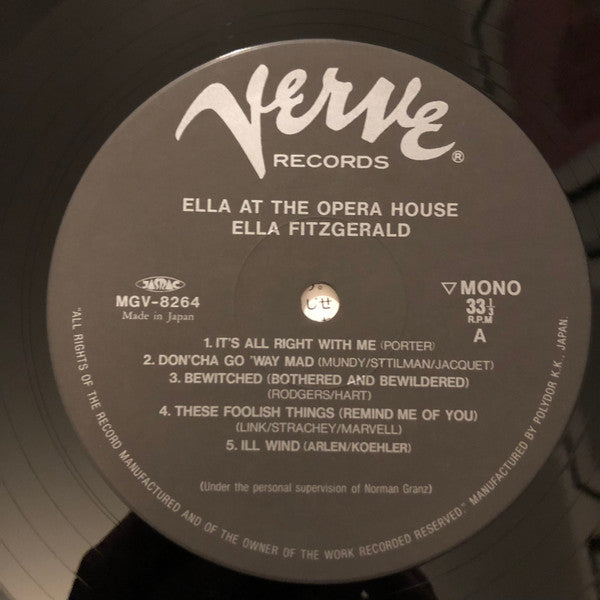 Verve
RECORDS ®
ELLA AT THE OPERA HOUSE
ELLA FITZGERALD
JASRAC
MGV-8264
Made in Japan
▽ MONO
33 1/3
R.P.M
A
1. IT'S ALL RIGHT WITH ME (PORTER)
2. DON'CHA GO 'WAY MAD (MUNDY/STTILMAN/JACQUET)
3. BEWITCHED (BOTHERED AND BEWILDERED)
(RODGERS/HART)
4. THESE FOOLISH THINGS (REMIND ME OF YOU)
(LINK/STRACHEY/MARVELL)
5. ILL WIND (ARLEN/KOEHLER)
(Under the personal supervision of Norman Granz)
"ALL RIGHTS OF THE RECORD MANUFACTURED AND OF THE OWNER OF THE WORK RECORDED RESERVED." MANUFACTURED BY POLYDOR K.K., JAPAN.